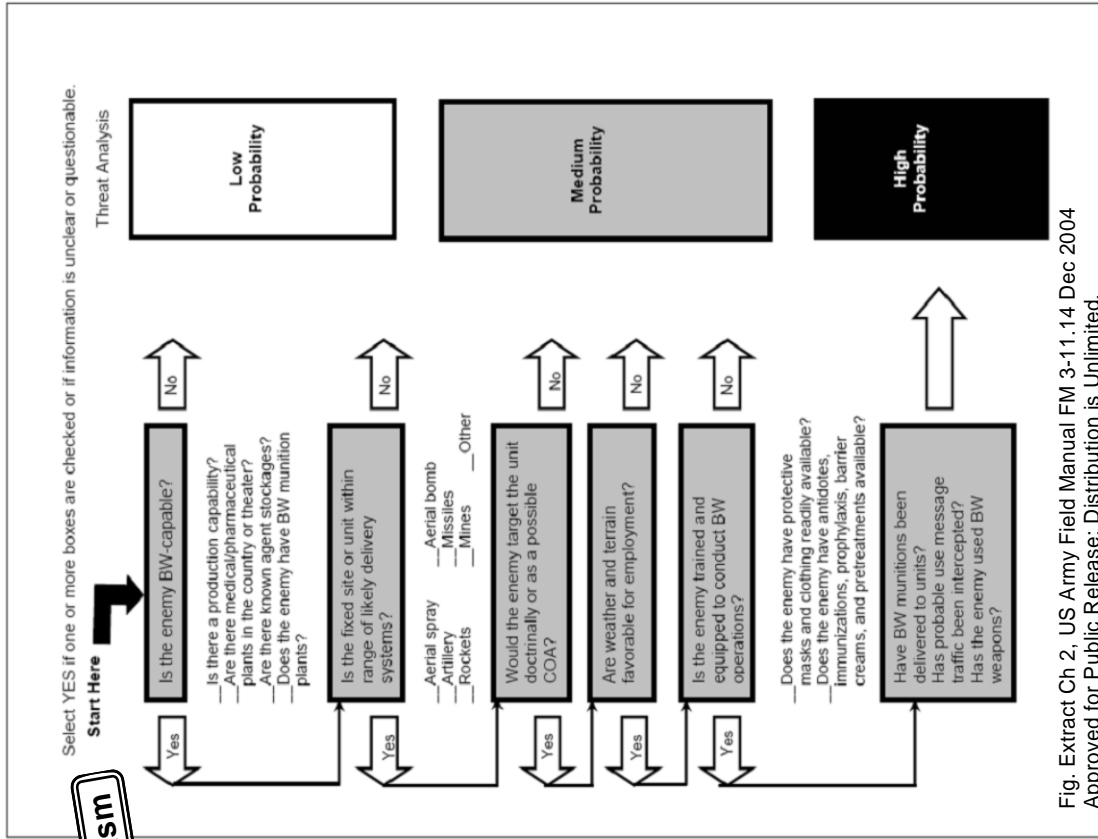 Select YES if one or more boxes are checked or if information is unclear or questionable.
Start Here
Threat Analysis
Is the enemy BW-capable?
No
Low
Probability
Yes
__Is there a production capability?
__Are there medical/pharmaceutical
plants in the country or theater?
__Are there known agent stockages?
__Does the enemy have BW munition
plants?
Is the fixed site or unit within
range of likely delivery
systems?
No
Yes
__Aerial spray __Aerial bomb
__Artillery __Missiles
__Rockets __Mines __Other
Would the enemy target the unit
doctrinally or as a possible
COA?
No
Medium
Probability
Yes
Are weather and terrain
favorable for employment?
No
Yes
Is the enemy trained and
equipped to conduct BW
operations?
No
Yes
__Does the enemy have protective
masks and clothing readily available?
__Does the enemy have antidotes,
immunizations, prophylaxis, barrier
creams, and pretreatments available?
Have BW munitions been
delivered to units?
Has probable use message
traffic been intercepted?
Has the enemy used BW
weapons?
High
Probability
Fig. Extract Ch 2, US Army Field Manual FM 3-11.14 Dec 2004
Approved for Public Release; Distribution is Unlimited.
sm